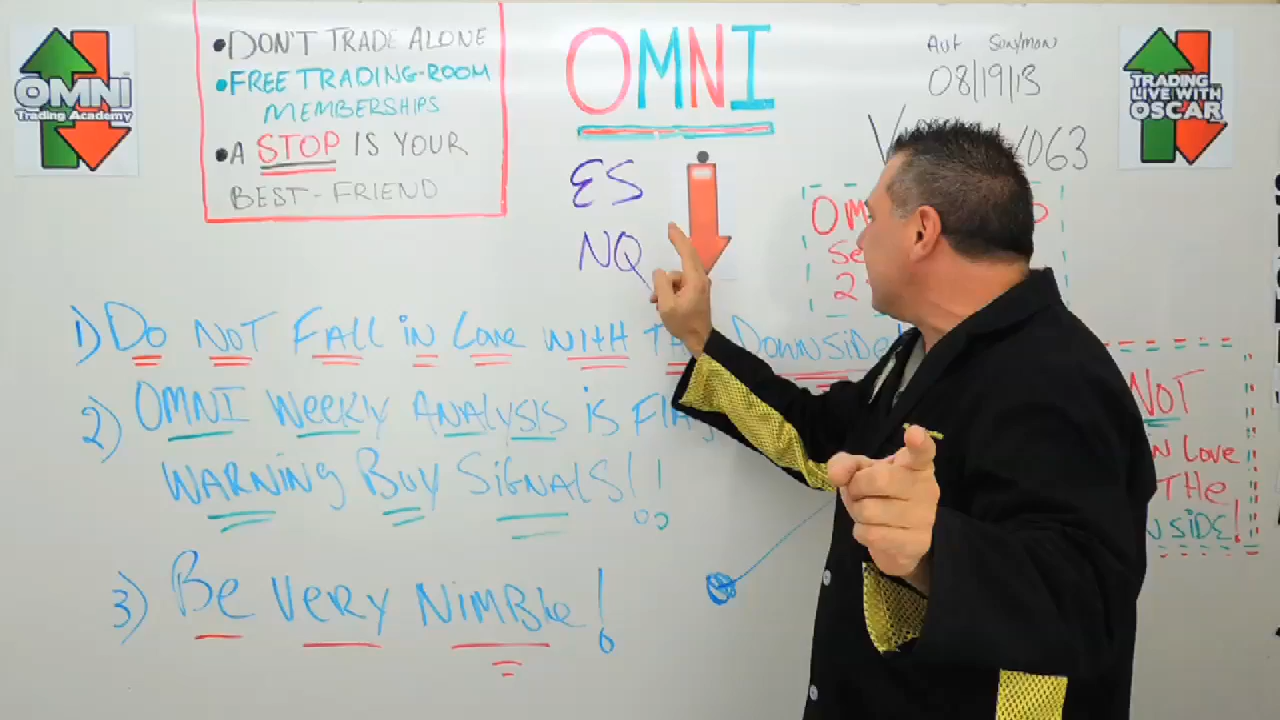 OMNI
Trading Academy
•DON'T TRADE ALONE
•FREE TRADING-ROOM
MEMBERSHIPS
•A STOP IS YOUR
BEST-FRIEND
OMNI
ES
NQ
08/19/13
063
TRADING
LIVE WITH
OSCAR
2
1) Do NOT FALL in Love WITH DOWNSIDE
2) OMNI WEEKLY ANALYSIS is
WARNING BUY SIGNALS!!
3) Be VERY NIMBLE!
NOT
LOVE
THE